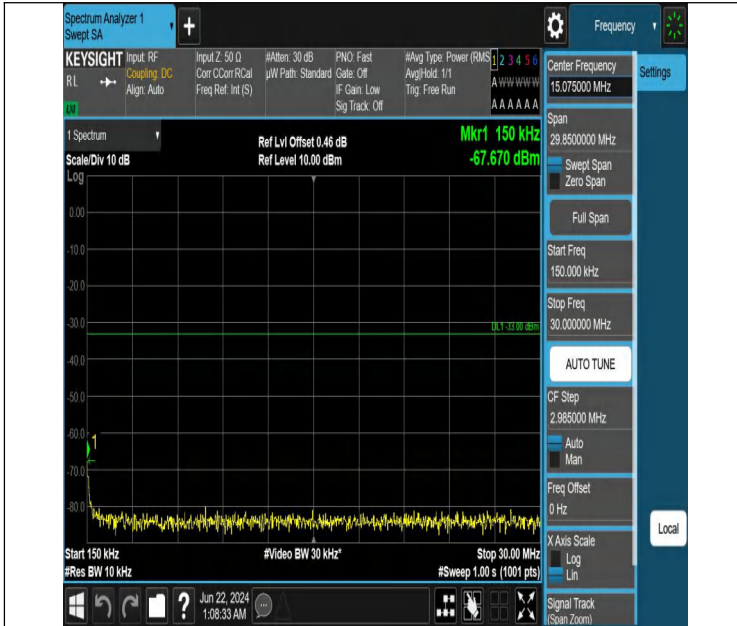 Spectrum Analyzer 1
Swept SA
+
Frequency
KEYSIGHT
RL
Input: RF
Coupling: DC
Align: Auto
Input Z: 50 Ω
Corr CCorr RCal
Freq Ref: Int (S)
#Atten: 30 dB
µW Path: Standard
PNO: Fast
Gate: Off
IF Gain: Low
Sig Track: Off
#Avg Type: Power (RMS
Avg|Hold: 1/1
Trig: Free Run
1 2 3 4 5 6
A W W W W W
A A A A A A
1 Spectrum
Scale/Div 10 dB
Ref Lvl Offset 0.46 dB
Ref Level 10.00 dBm
Mkr1 150 kHz
-67.670 dBm
Log
0.00
-10.0
-20.0
-30.0
DL1 -33.00 dBm
-40.0
-50.0
-60.0
1
-70.0
-80.0
Start 150 kHz
#Video BW 30 kHz*
Stop 30.00 MHz
#Res BW 10 kHz
#Sweep 1.00 s (1001 pts)
?
Jun 22, 2024
1:08:33 AM
Center Frequency
15.075000 MHz
Settings
Span
29.8500000 MHz
Swept Span
Zero Span
Full Span
Start Freq
150.000 kHz
Stop Freq
30.000000 MHz
AUTO TUNE
CF Step
2.985000 MHz
Auto
Man
Freq Offset
0 Hz
Local
X Axis Scale
Log
Lin
Signal Track
(Span Zoom)